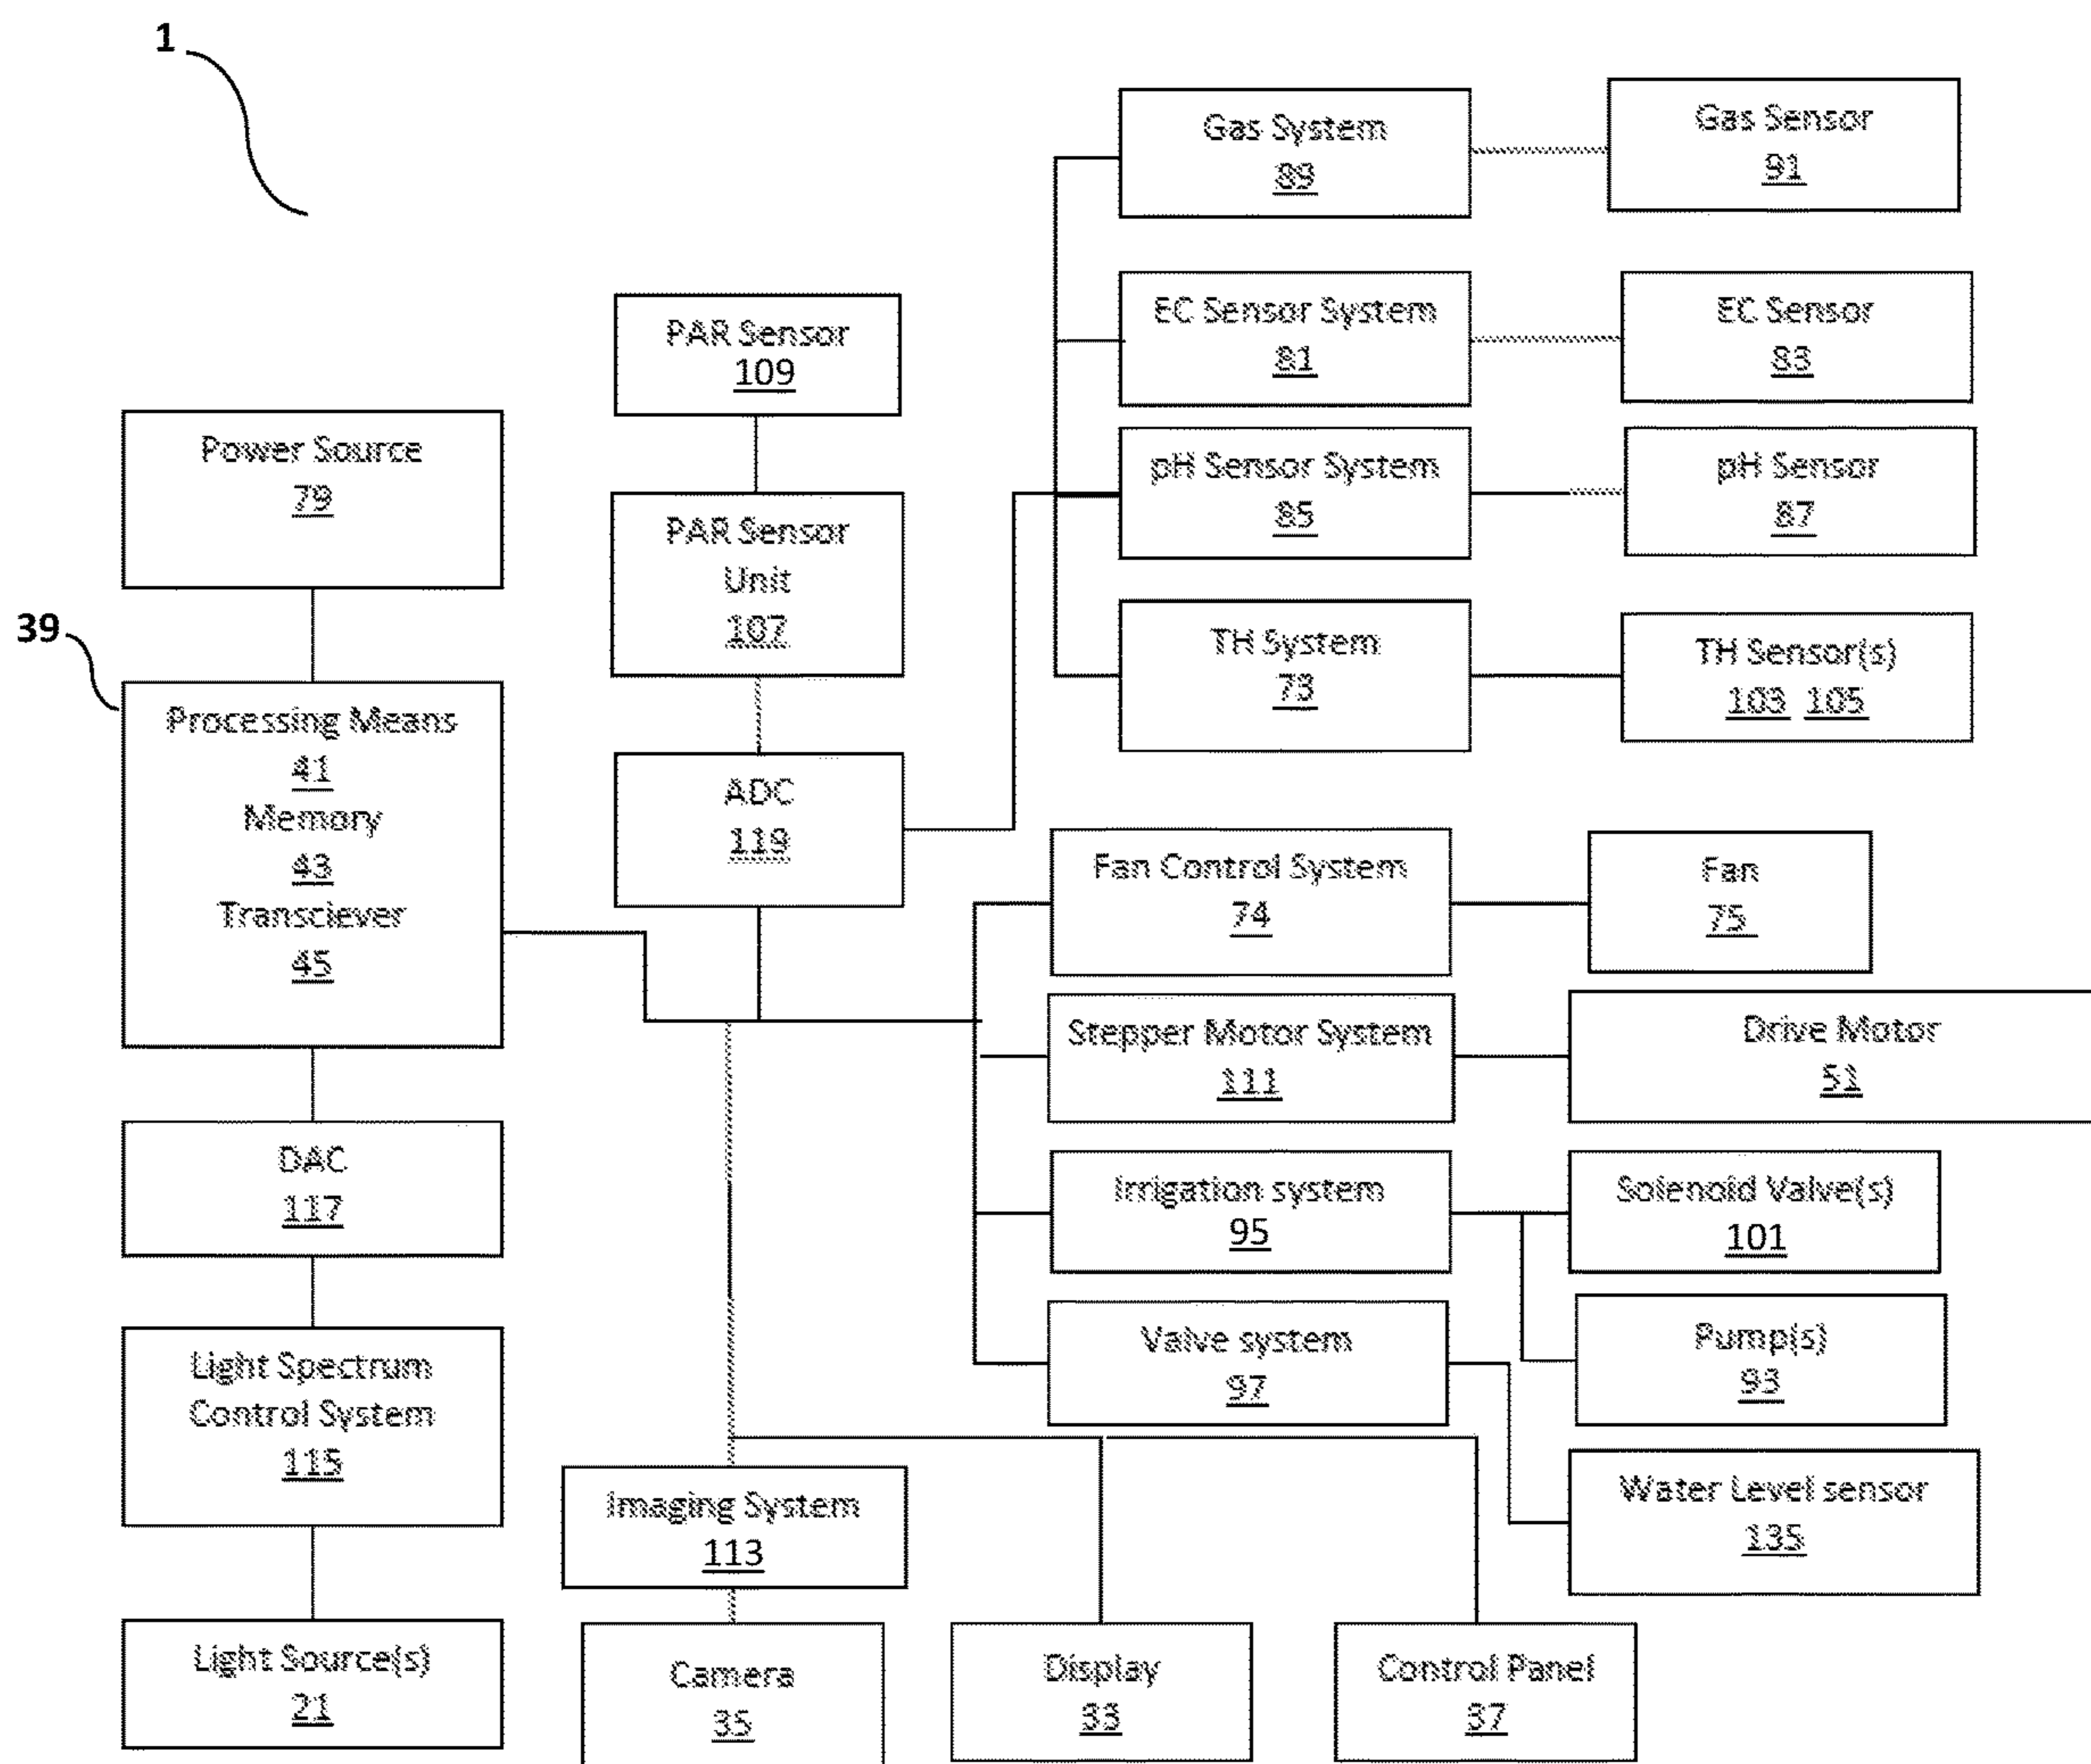 1
Gas System
89
Gas Sensor
91
EC Sensor System
81
EC Sensor
83
PAR Sensor
109
Power Source
79
pH Sensor System
85
pH Sensor
87
PAR Sensor
Unit
107
39
TH System
73
TH Sensor(s)
103 105
Processing Means
41
Memory
43
Transciever
45
ADC
119
Fan Control System
74
Fan
75
Stepper Motor System
111
Drive Motor
51
DAC
117
Irrigation system
95
Solenoid Valve(s)
101
Valve system
97
Pump(s)
93
Light Spectrum
Control System
115
Imaging System
113
Water Level sensor
135
Light Source(s)
21
Camera
35
Display
33
Control Panel
37